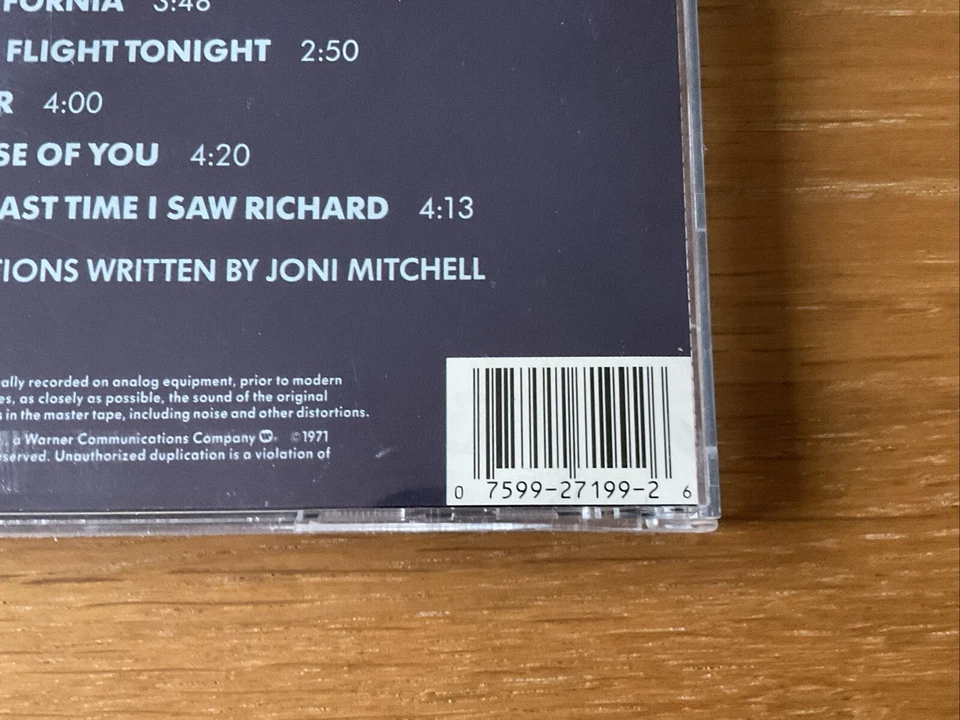 FORNIA 3:48
FLIGHT TONIGHT 2:50
R 4:00
SE OF YOU 4:20
AST TIME I SAW RICHARD 4:13
TIONS WRITTEN BY JONI MITCHELL
ally recorded on analog equipment, prior to modern
es, as closely as possible, the sound of the original
s in the master tape, including noise and other distortions.
, a Warner Communications Company ©1971
eserved. Unauthorized duplication is a violation of
0 7599-27199-2 6